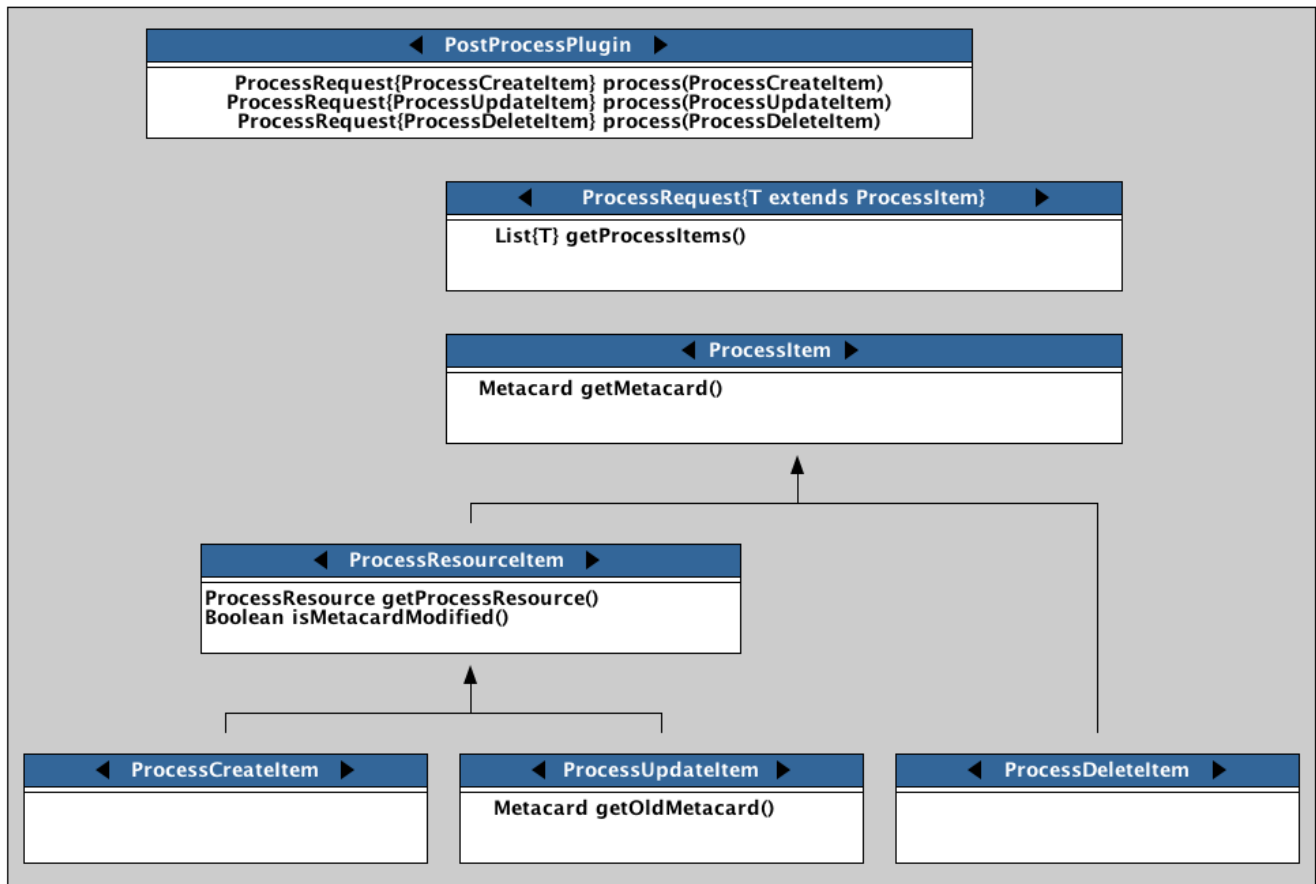 PostProcessPlugin
ProcessRequest{ProcessCreateItem} process(ProcessCreateItem)
ProcessRequest{ProcessUpdateItem} process(ProcessUpdateItem)
ProcessRequest{ProcessDeleteItem} process(ProcessDeleteItem)
ProcessRequest{T extends ProcessItem}
List{T} getProcessItems()
ProcessItem
Metacard getMetacard()
ProcessResourceItem
ProcessResource getProcessResource()
Boolean isMetacardModified()
ProcessCreateItem
ProcessUpdateItem
Metacard getOldMetacard()
ProcessDeleteItem